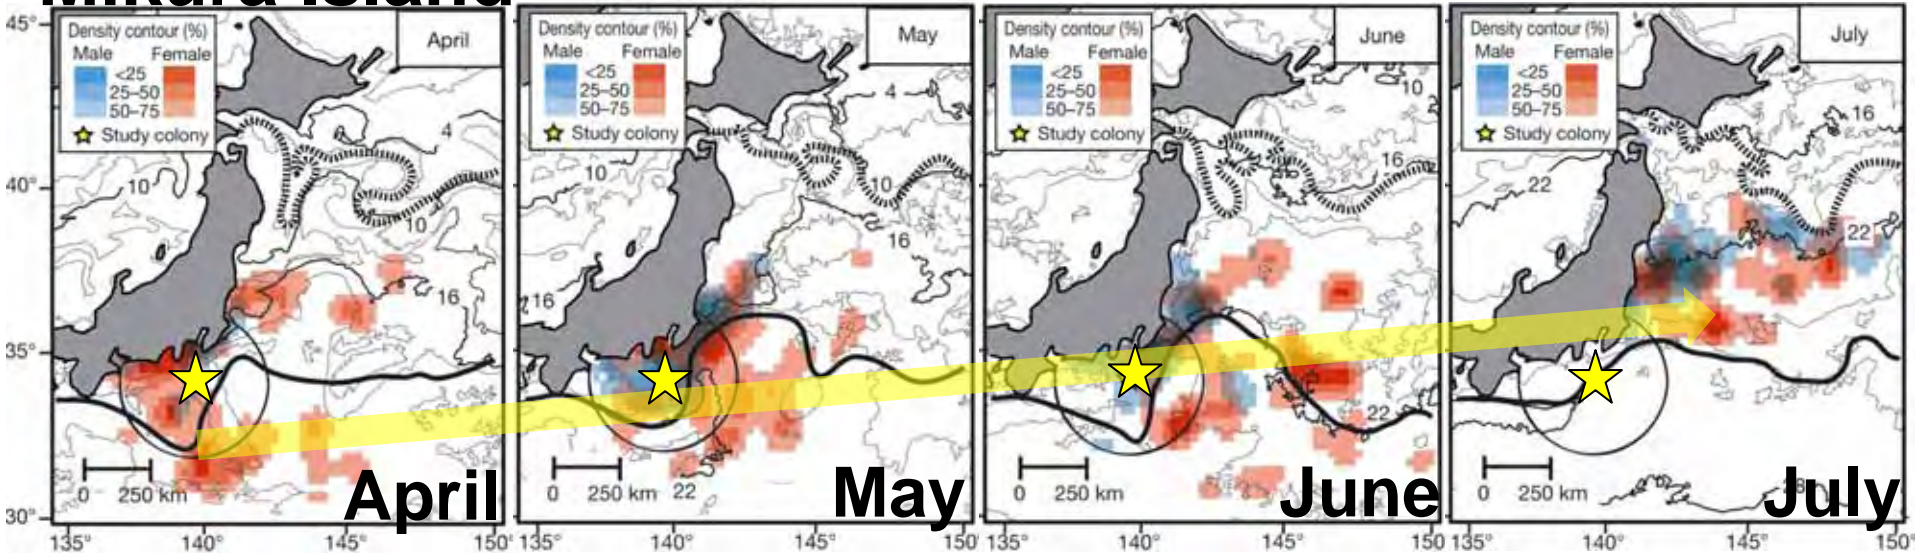 Mikura Island
Density contour (%)
Male Female
<25
25–50
50–75
Study colony
April
45°
40°
35°
30°
4
10
10
16
0 250 km
April
135° 140° 145° 150°
Density contour (%)
Male Female
<25
25–50
50–75
Study colony
May
4
10
10
16
16
22
0 250 km
May
135° 140° 145° 150°
Density contour (%)
Male Female
<25
25–50
50–75
Study colony
June
10
16
22
0 250 km
June
135° 140° 145° 150°
Density contour (%)
Male Female
<25
25–50
50–75
Study colony
July
16
22
22
28
0 250 km
July
135° 140° 145° 150°